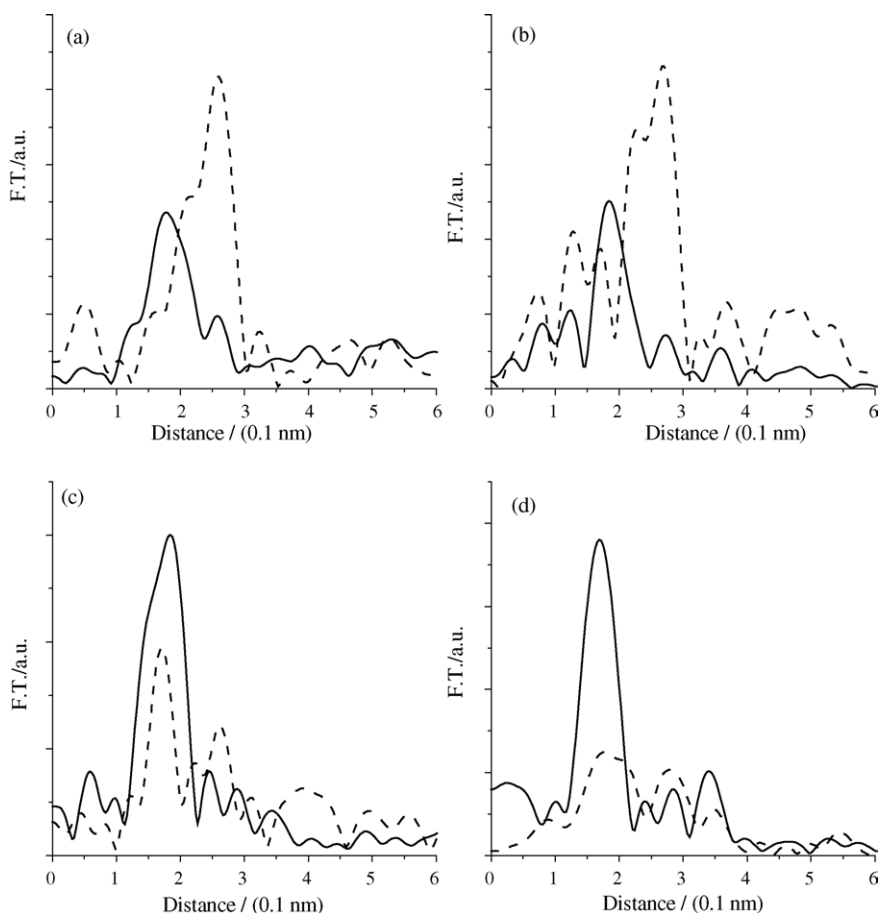 (a)
F.T./a.u.
0 1 2 3 4 5 6
Distance / (0.1 nm)
(b)
F.T./a.u.
0 1 2 3 4 5 6
Distance / (0.1 nm)
(c)
F.T./a.u.
0 1 2 3 4 5 6
Distance / (0.1 nm)
(d)
F.T./a.u.
0 1 2 3 4 5 6
Distance / (0.1 nm)